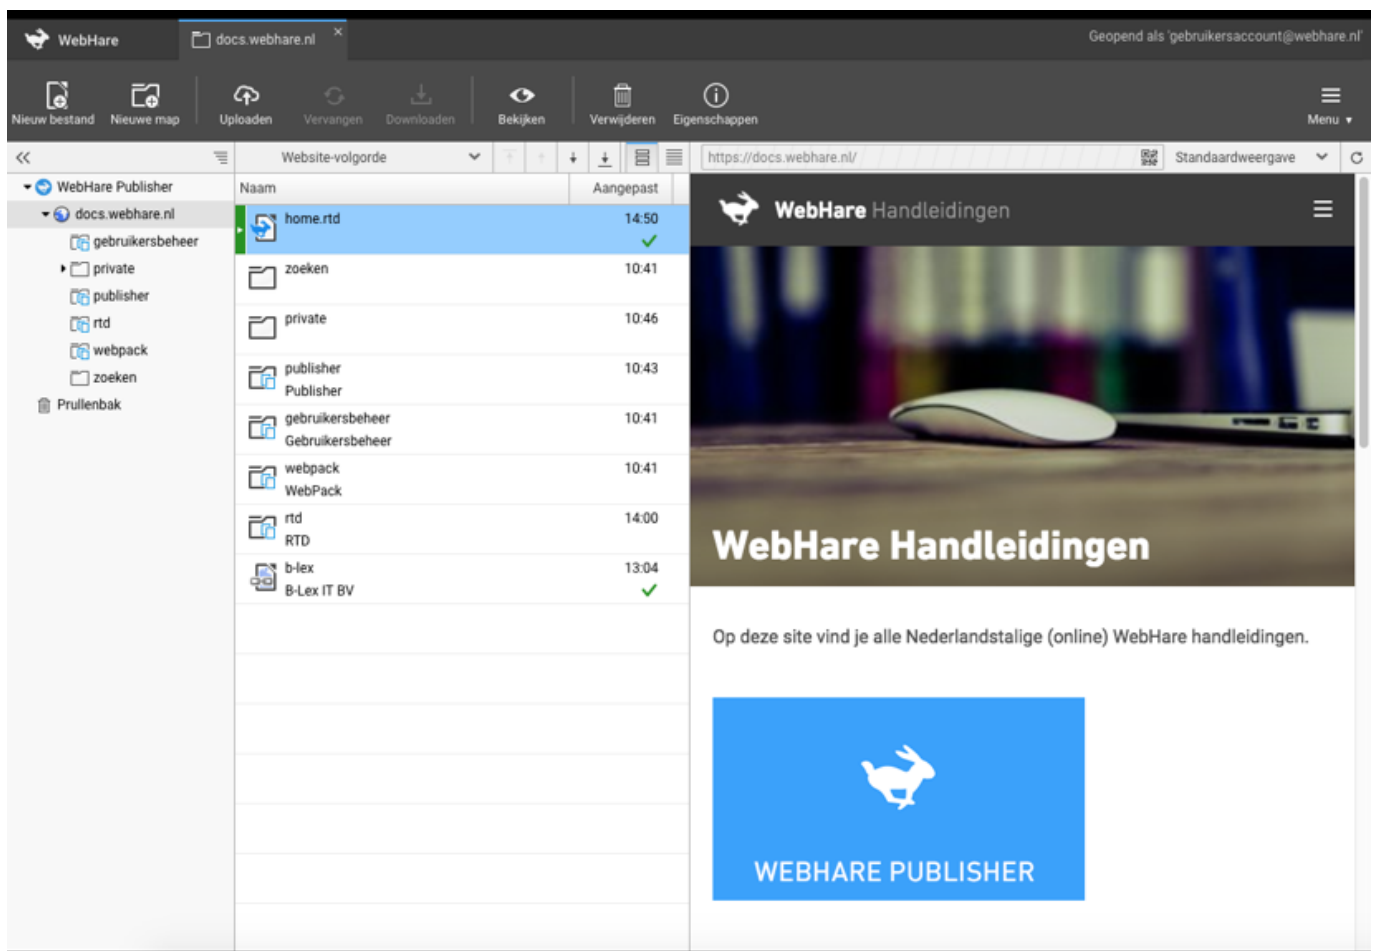 WebHare
docs.webhare.nl
Geopend als 'gebruikersaccount@webhare.nl'
Nieuw bestand
Nieuwe map
Uploaden
Vervangen
Downloaden
Bekijken
Verwijderen
Eigenschappen
Menu
Website-volgorde
https://docs.webhare.nl/
Standaardweergave
WebHare Publisher
docs.webhare.nl
gebruikersbeheer
private
publisher
rtd
webpack
zoeken
Prullenbak
Naam Aangepast
home.rtd 14:50
zoeken 10:41
private 10:46
publisher 10:43
Publisher
gebruikersbeheer 10:41
Gebruikersbeheer
webpack 10:41
WebPack
rtd 14:00
RTD
b-lex 13:04
B-Lex IT BV
WebHare Handleidingen
WebHare Handleidingen
Op deze site vind je alle Nederlandstalige (online) WebHare handleidingen.
WEBHARE PUBLISHER